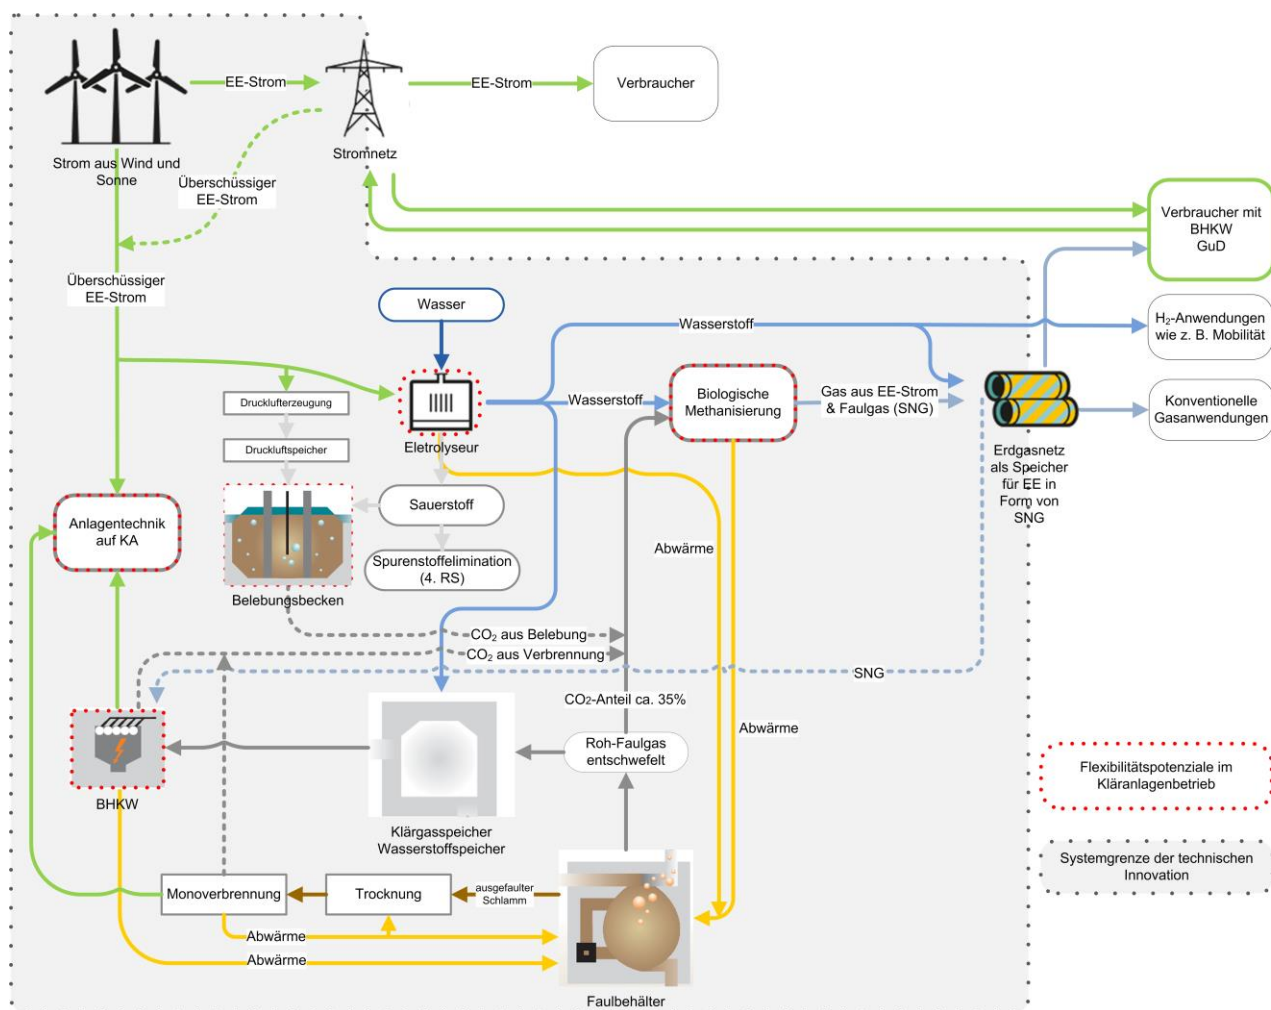 EE-Strom
EE-Strom
Verbraucher
Strom aus Wind und
Sonne
Stromnetz
Überschüssiger
EE-Strom
Verbraucher mit
BHKW
GuD
Überschüssiger
EE-Strom
Wasser
Wasserstoff
H₂-Anwendungen
wie z. B. Mobilität
Drucklufterzeugung
Wasserstoff
Biologische
Methanisierung
Gas aus EE-Strom
& Faulgas (SNG)
Konventionelle
Gasanwendungen
Druckluftspeicher
Eletrolyseur
Erdgasnetz
als Speicher
für EE in
Form von
SNG
Anlagentechnik
auf KA
Sauerstoff
Abwärme
Spurenstoffelimination
(4. RS)
Belebungsbecken
CO₂ aus Belebung
CO₂ aus Verbrennung
SNG
CO₂-Anteil ca. 35%
Abwärme
Roh-Faulgas
entschwefelt
Flexibilitätspotenziale im
Kläranlagenbetrieb
BHKW
Klärgasspeicher
Wasserstoffspeicher
Systemgrenze der technischen
Innovation
Monoverbrennung
Trocknung
ausgefaulter
Schlamm
Abwärme
Abwärme
Faulbehälter